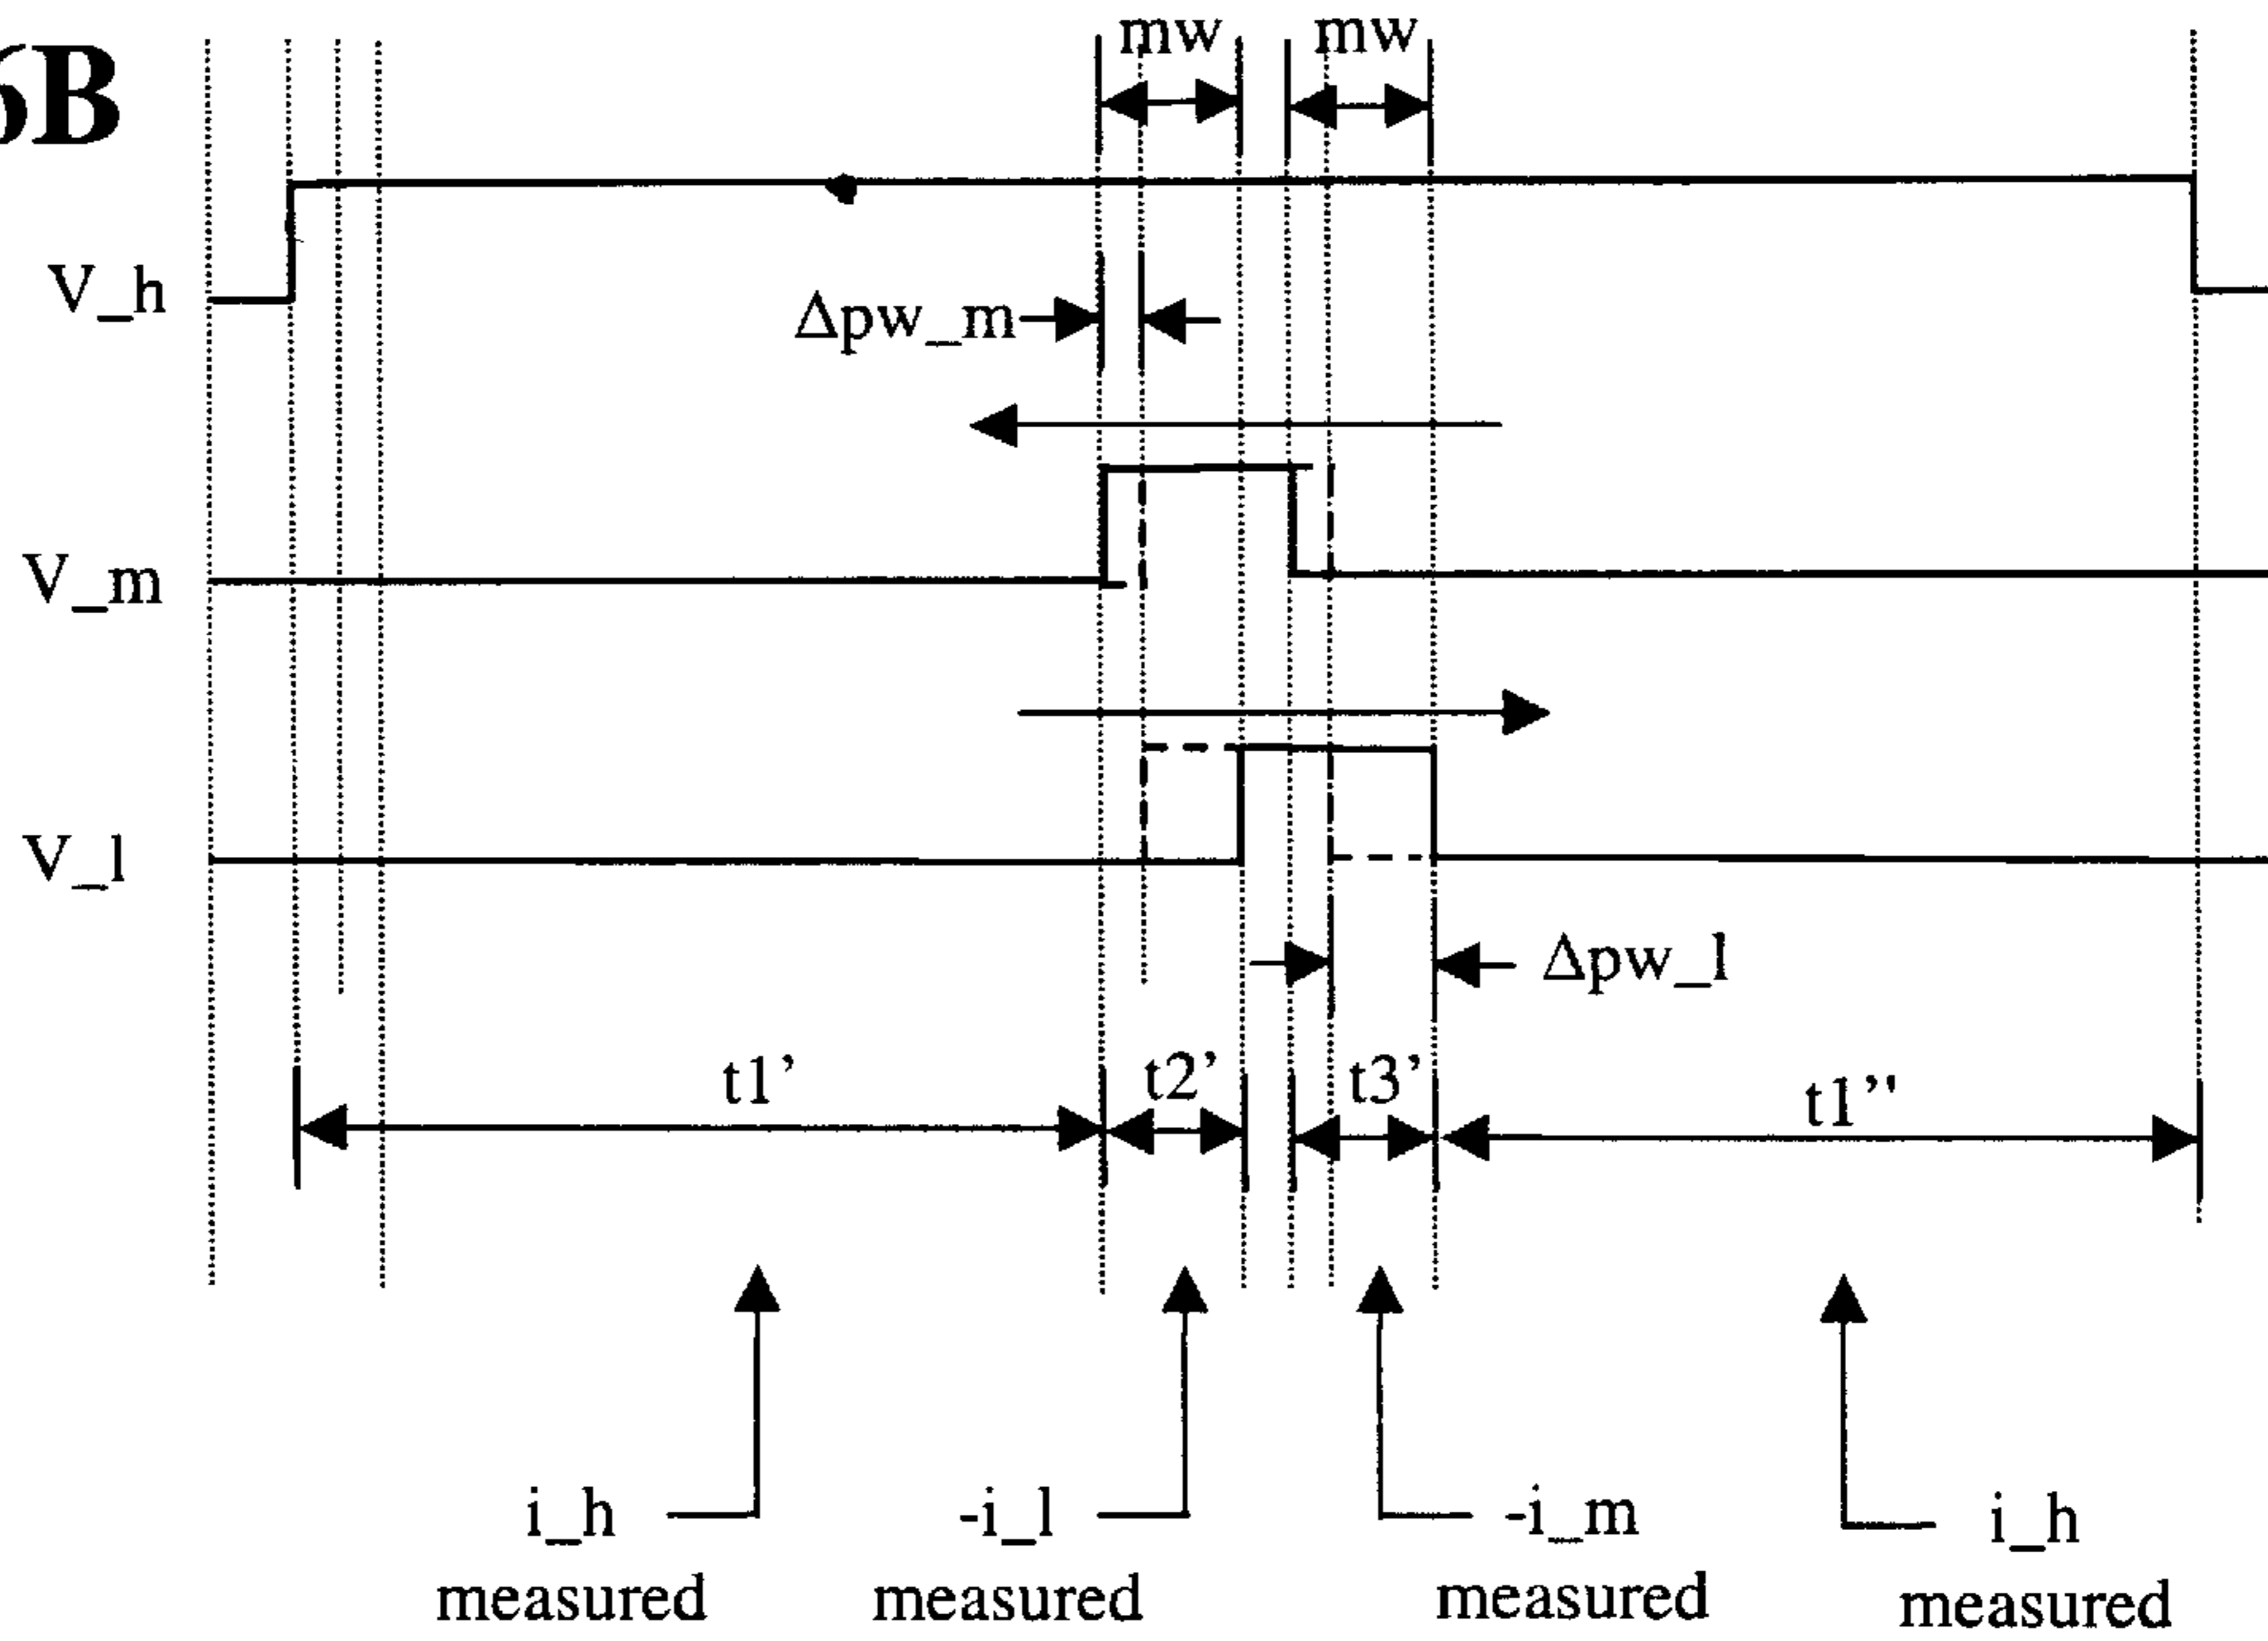 6B
mw mw
V_h
Δpw_m
V_m
V_l
Δpw_l
t1' t2' t3' t1''
i_h -i_l -i_m i_h
measured measured measured measured